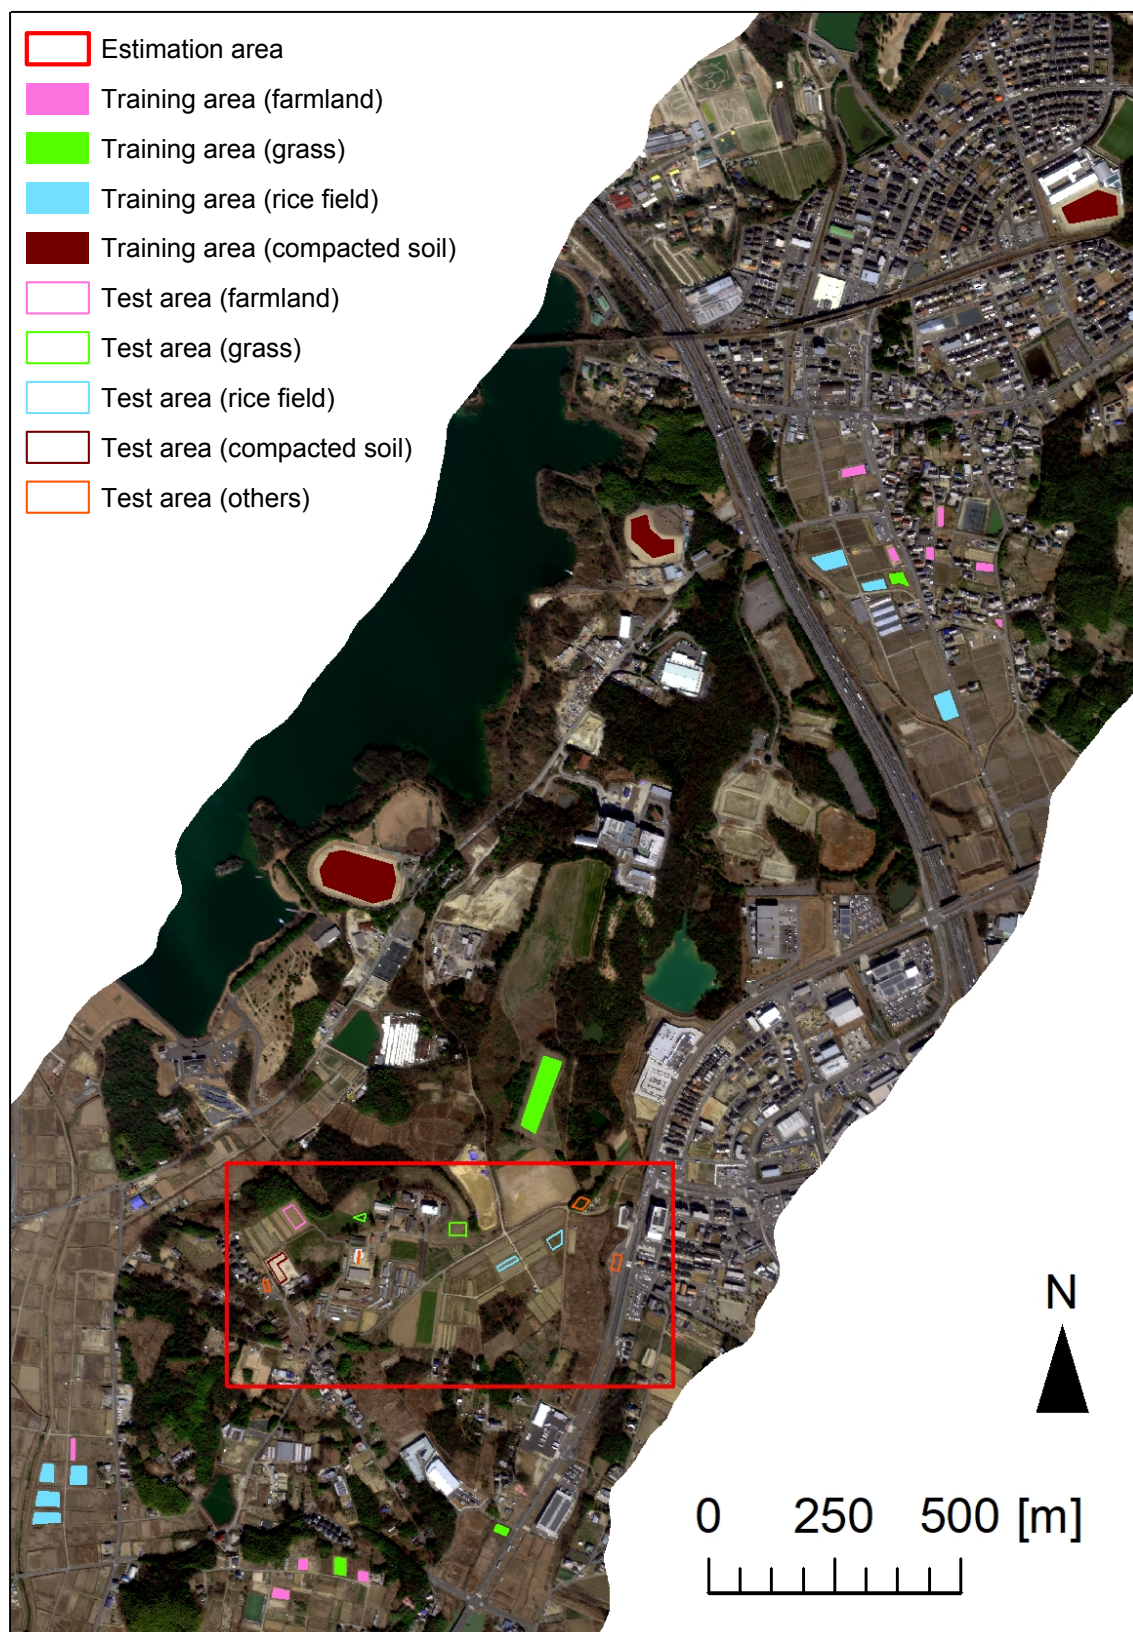 Estimation area
Training area (farmland)
Training area (grass)
Training area (rice field)
Training area (compacted soil)
Test area (farmland)
Test area (grass)
Test area (rice field)
Test area (compacted soil)
Test area (others)
N
0 250 500 [m]